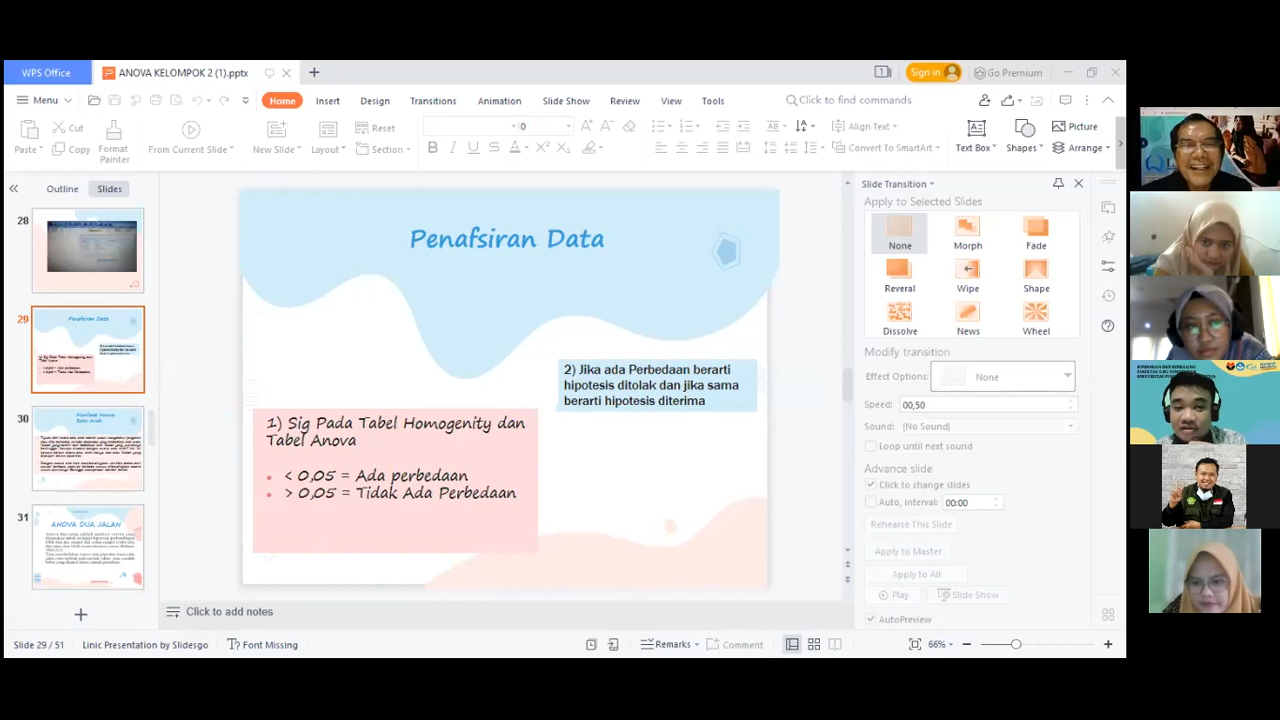 WPS Office
ANOVA KELOMPOK 2 (1).pptx
1
Sign in
Go Premium
Menu
Home
Insert
Design
Transitions
Animation
Slide Show
Review
View
Tools
Click to find commands
Paste
Cut
Copy
Format
Painter
From Current Slide
New Slide
Layout
Reset
Section
0
A+
A-
B
I
U
S
A
X²
X₂
AB
Align Text
Convert To SmartArt
Text Box
Shapes
Picture
Arrange
Outline
Slides
28
29
Penafsiran Data
30
31
ANOVA DUA JALAN
Penafsiran Data
2) Jika ada Perbedaan berarti
hipotesis ditolak dan jika sama
berarti hipotesis diterima
1) Sig Pada Tabel Homogenity dan
Tabel Anova
• < 0,05 = Ada perbedaan
• > 0,05 = Tidak Ada Perbedaan
Click to add notes
Slide Transition
Apply to Selected Slides
None
Morph
Fade
Reveral
Wipe
Shape
Dissolve
News
Wheel
Modify transition
Effect Options:
None
Speed:
00,50
Sound:
[No Sound]
Loop until next sound
Advance slide
Click to change slides
Auto, interval:
00:00
Rehearse This Slide
Apply to Master
Apply to All
Play
Slide Show
AutoPreview
Slide 29 / 51
Linic Presentation by Slidesgo
Font Missing
Remarks
Comment
66%